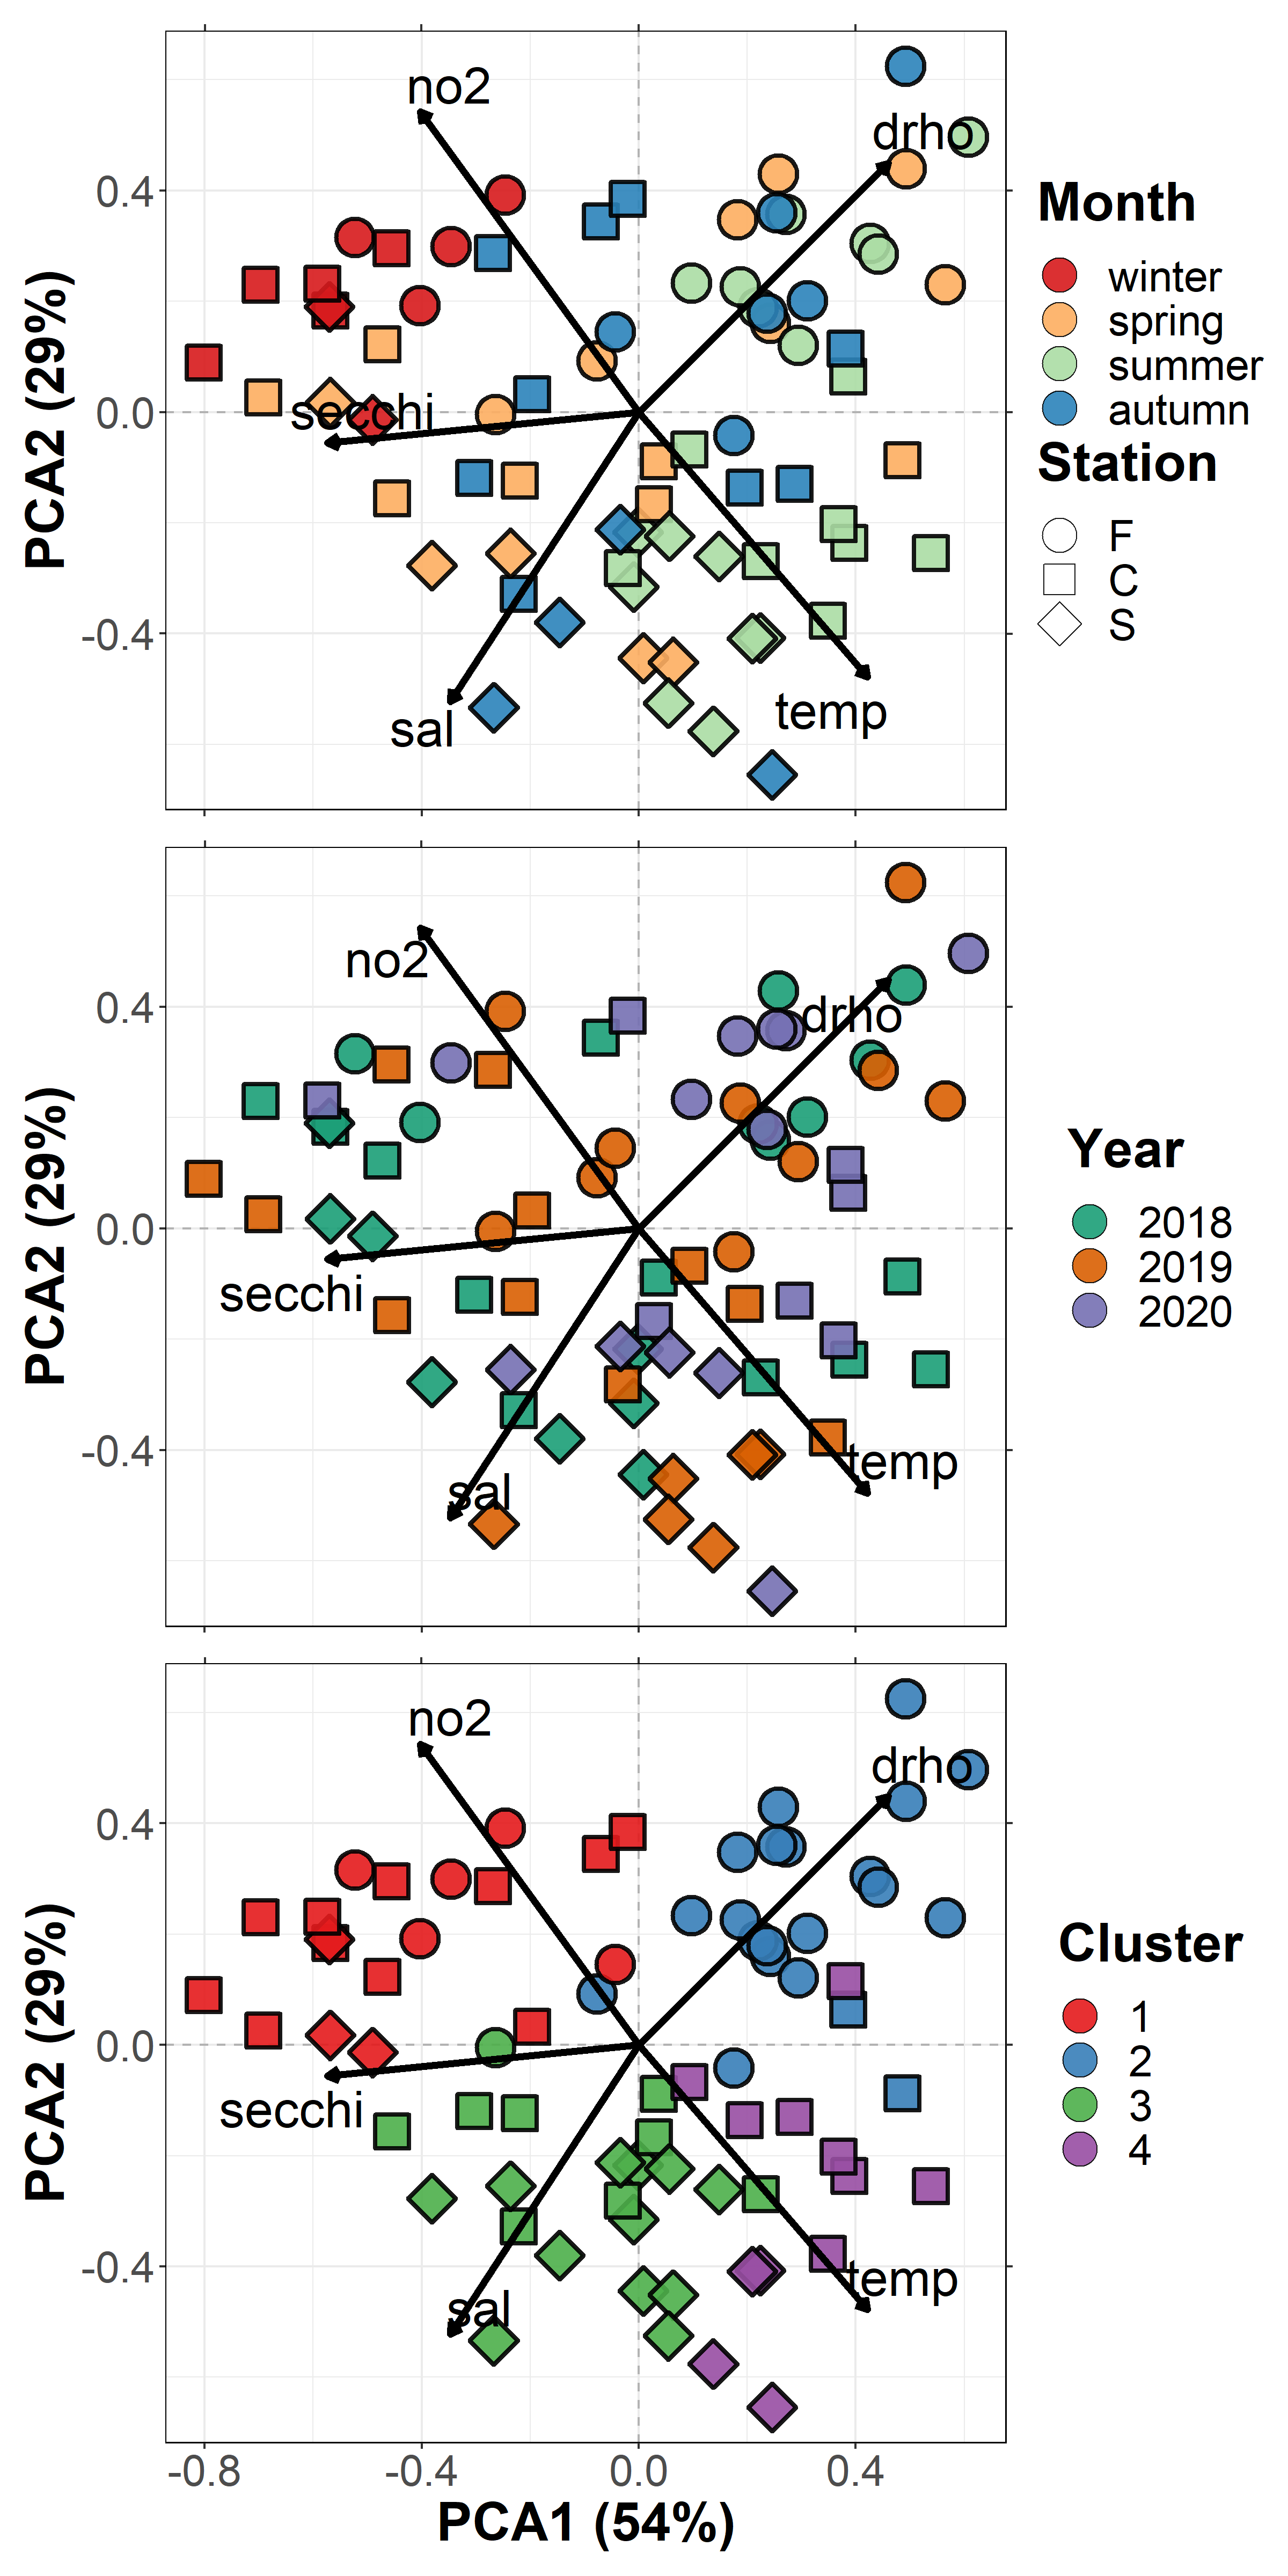 no2
drho
secchi
sal
temp
0.4
0.0
-0.4
PCA2 (29%)
Month
winter
spring
summer
autumn
Station
F
C
S
no2
drho
secchi
sal
temp
0.4
0.0
-0.4
PCA2 (29%)
Year
2018
2019
2020
no2
drho
secchi
sal
temp
0.4
0.0
-0.4
PCA2 (29%)
Cluster
1
2
3
4
-0.8 -0.4 0.0 0.4
PCA1 (54%)